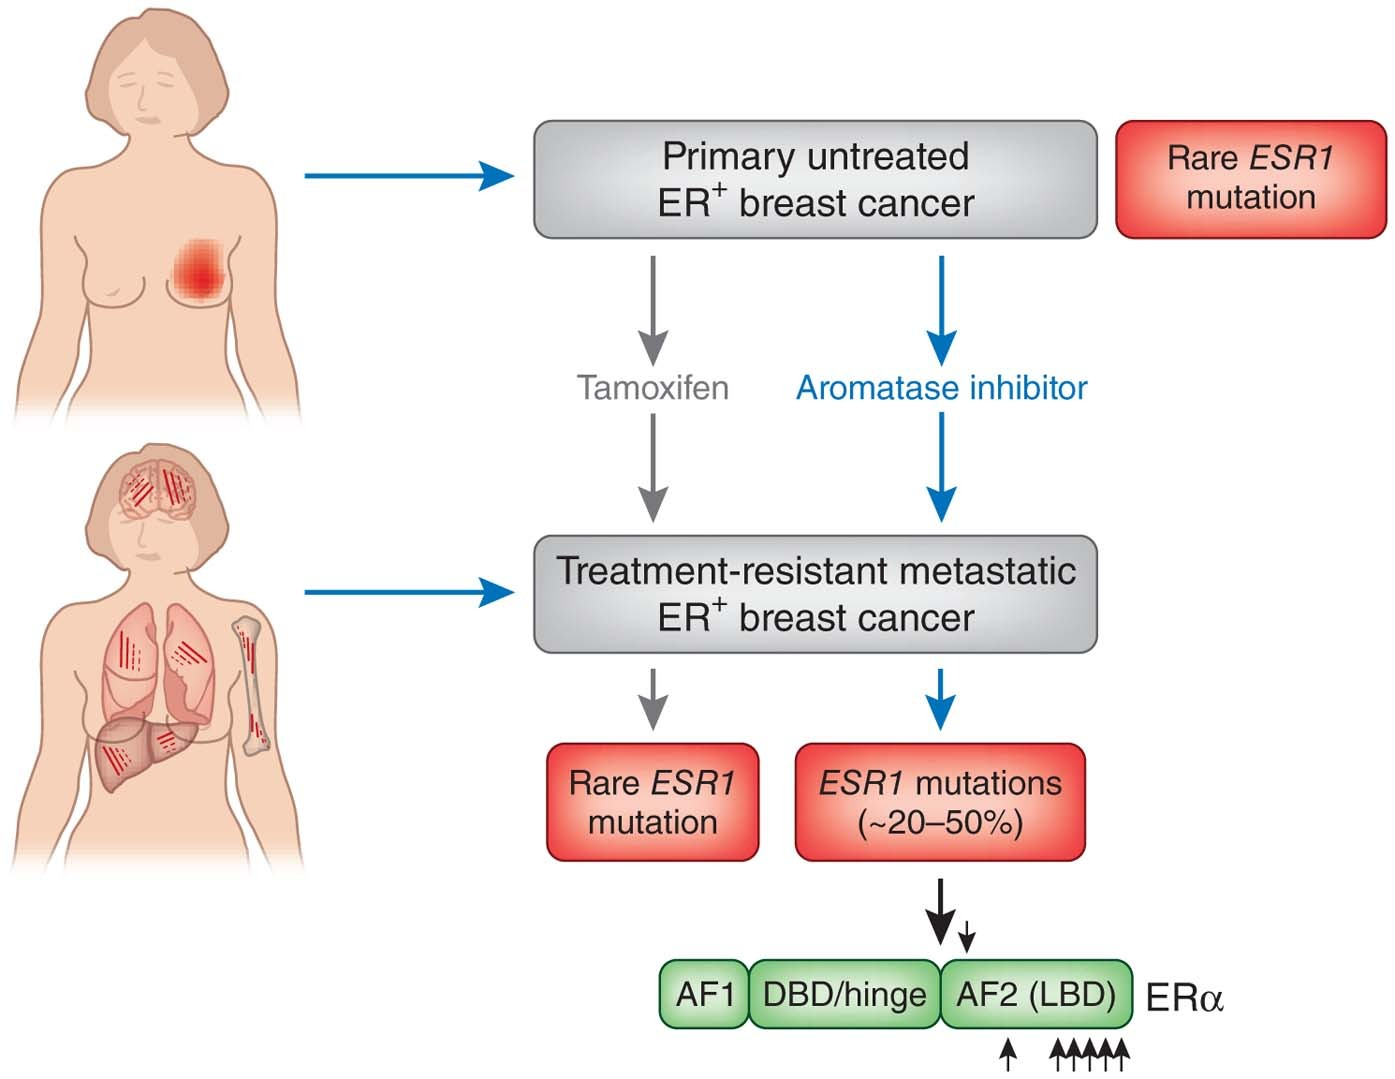 Primary untreated
ER⁺ breast cancer
Rare ESR1
mutation
Tamoxifen
Aromatase inhibitor
Treatment-resistant metastatic
ER⁺ breast cancer
Rare ESR1
mutation
ESR1 mutations
(~20–50%)
AF1
DBD/hinge
AF2 (LBD)
ERα